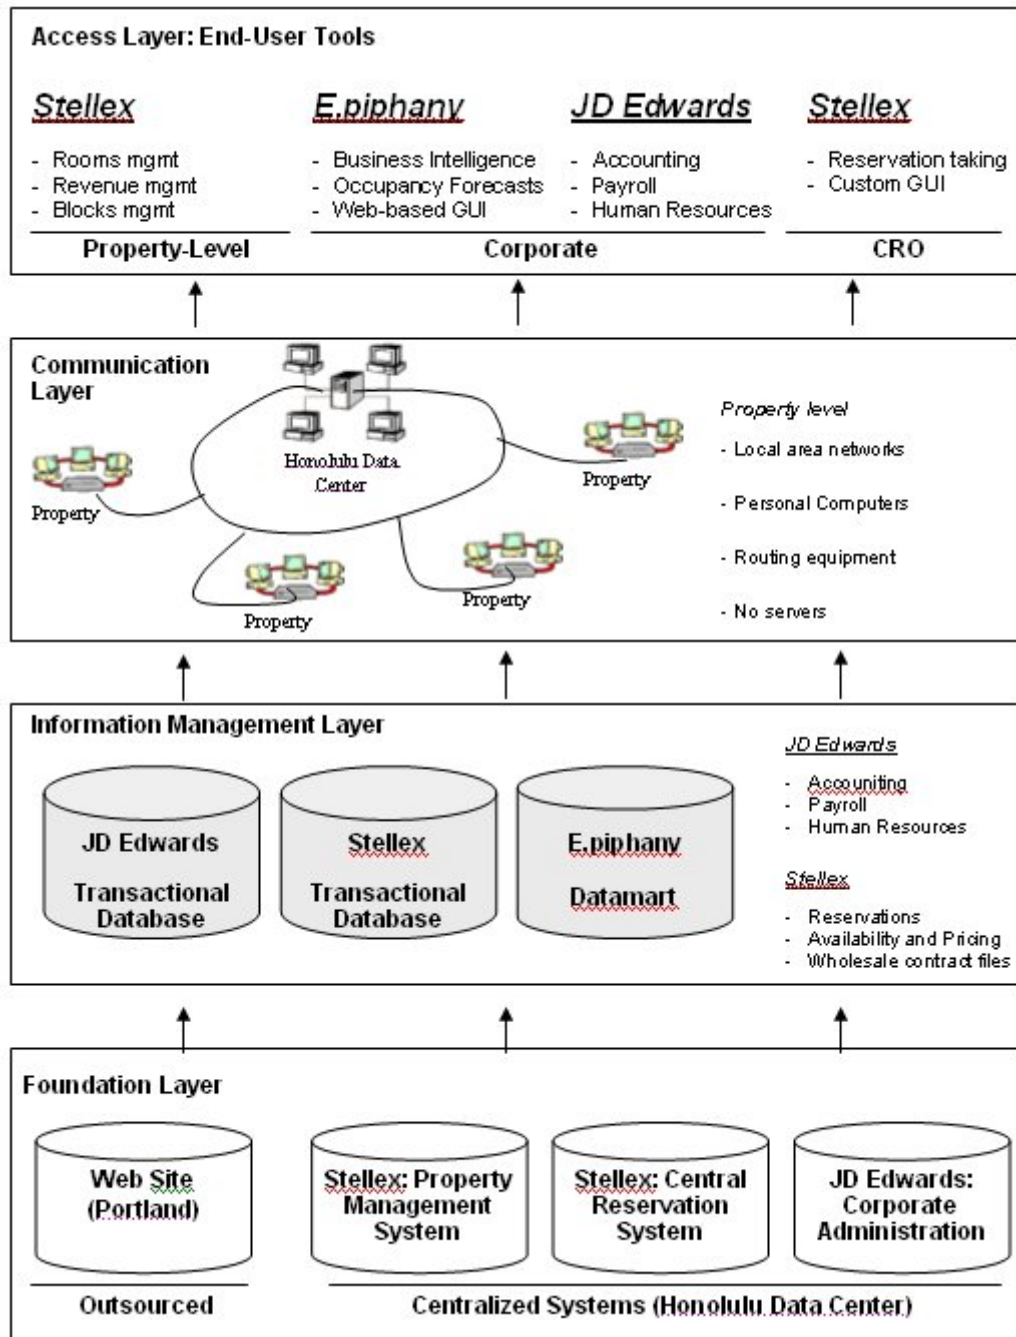 Access Layer: End-User Tools
Stellex
- Rooms mgmt
- Revenue mgmt
- Blocks mgmt
Property-Level
E.piphany
- Business Intelligence
- Occupancy Forecasts
- Web-based GUI
JD Edwards
- Accounting
- Payroll
- Human Resources
Corporate
Stellex
- Reservation taking
- Custom GUI
CRO
Communication
Layer
Honolulu Data
Center
Property
Property
Property
Property
Property level
- Local area networks
- Personal Computers
- Routing equipment
- No servers
Information Management Layer
JD Edwards
Transactional
Database
Stellex
Transactional
Database
E.piphany
Datamart
JD Edwards
- Accouniting
- Payroll
- Human Resources
Stellex
- Reservations
- Availability and Pricing
- Wholesale contract files
Foundation Layer
Web Site
(Portland)
Outsourced
Stellex: Property
Management
System
Stellex: Central
Reservation
System
JD Edwards:
Corporate
Administration
Centralized Systems (Honolulu Data Center)